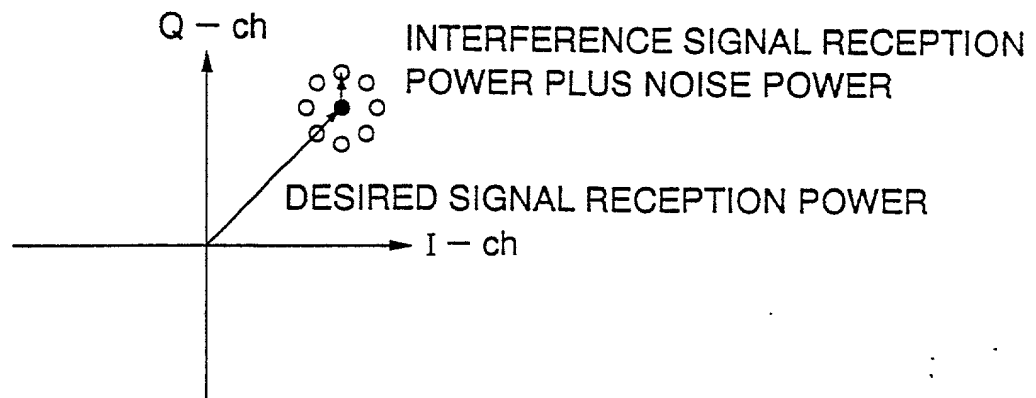 Q – ch
INTERFERENCE SIGNAL RECEPTION
POWER PLUS NOISE POWER
DESIRED SIGNAL RECEPTION POWER
I – ch